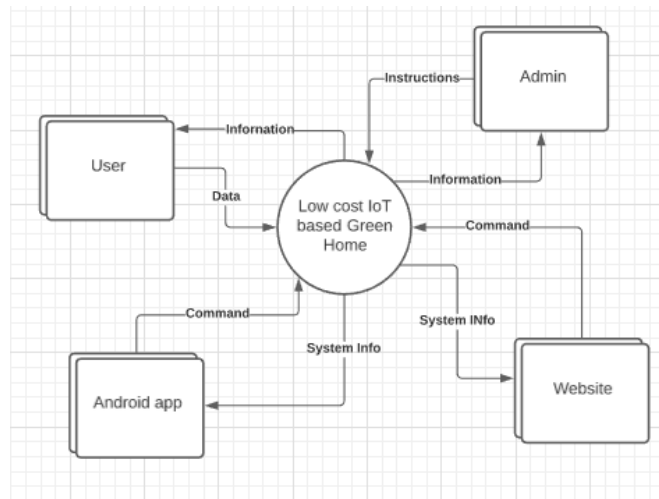 Admin
Instructions
Infornation
User
Information
Data
Low cost IoT
based Green
Home
Command
Command
System INfo
System Info
Android app
Website